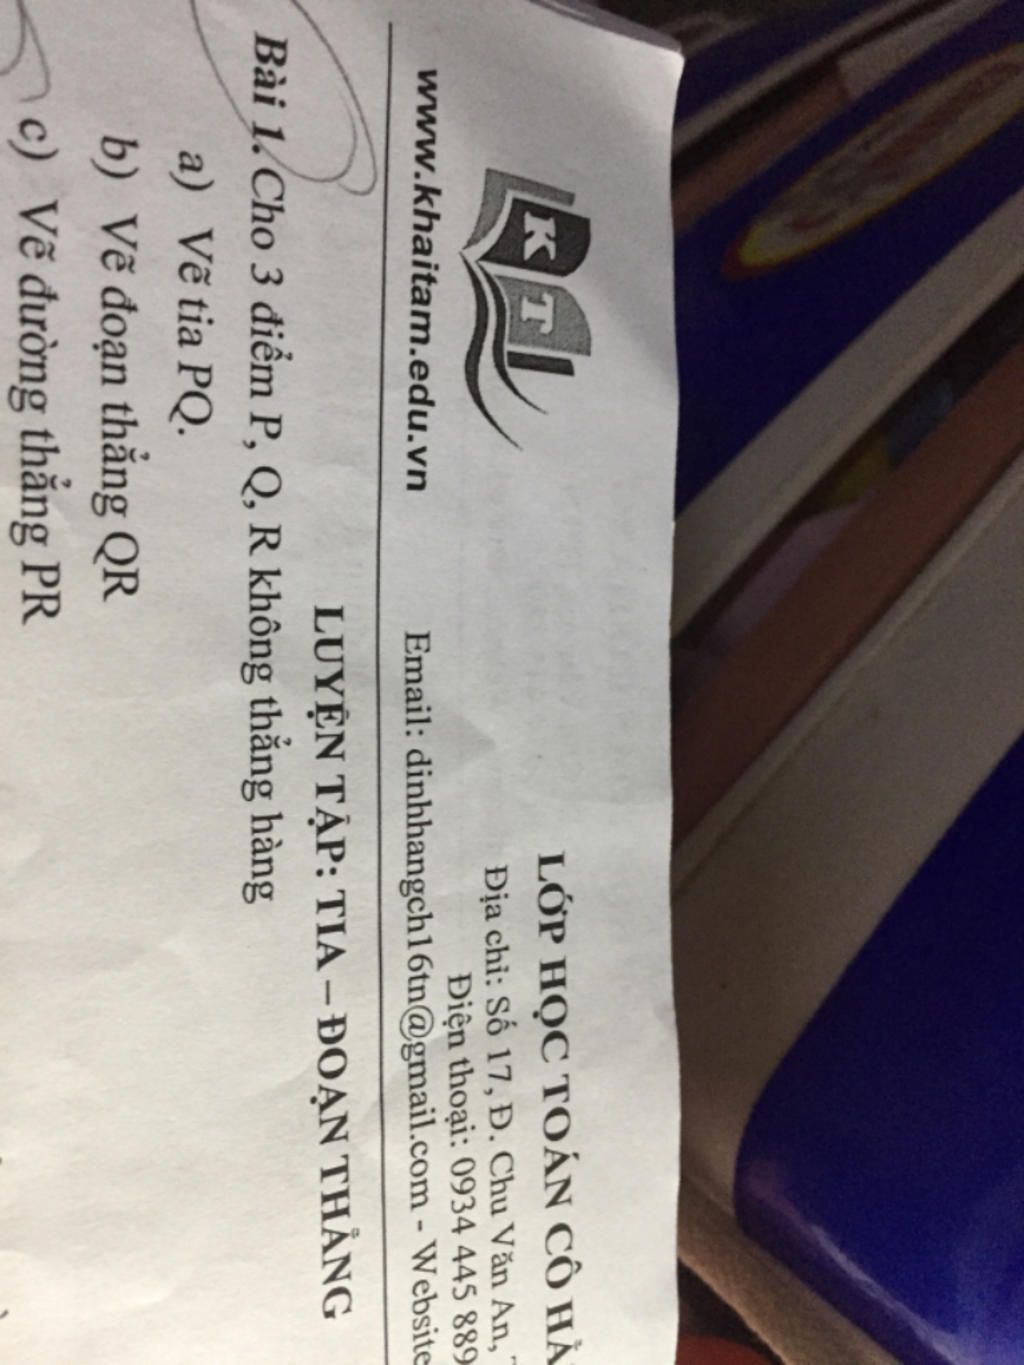 KT
LỚP HỌC TOÁN CÔ
Địa chỉ: Số 17, Đ. Chu Văn An,
Điện thoại: 0934 445 889
www.khaitam.edu.vn Email: dinhhangch16tn@gmail.com - Website
LUYỆN TẬP: TIA – ĐOẠN THẲNG
Bài 1. Cho 3 điểm P, Q, R không thẳng hàng
a) Vẽ tia PQ.
b) Vẽ đoạn thẳng QR
c) Vẽ đường thẳng PR